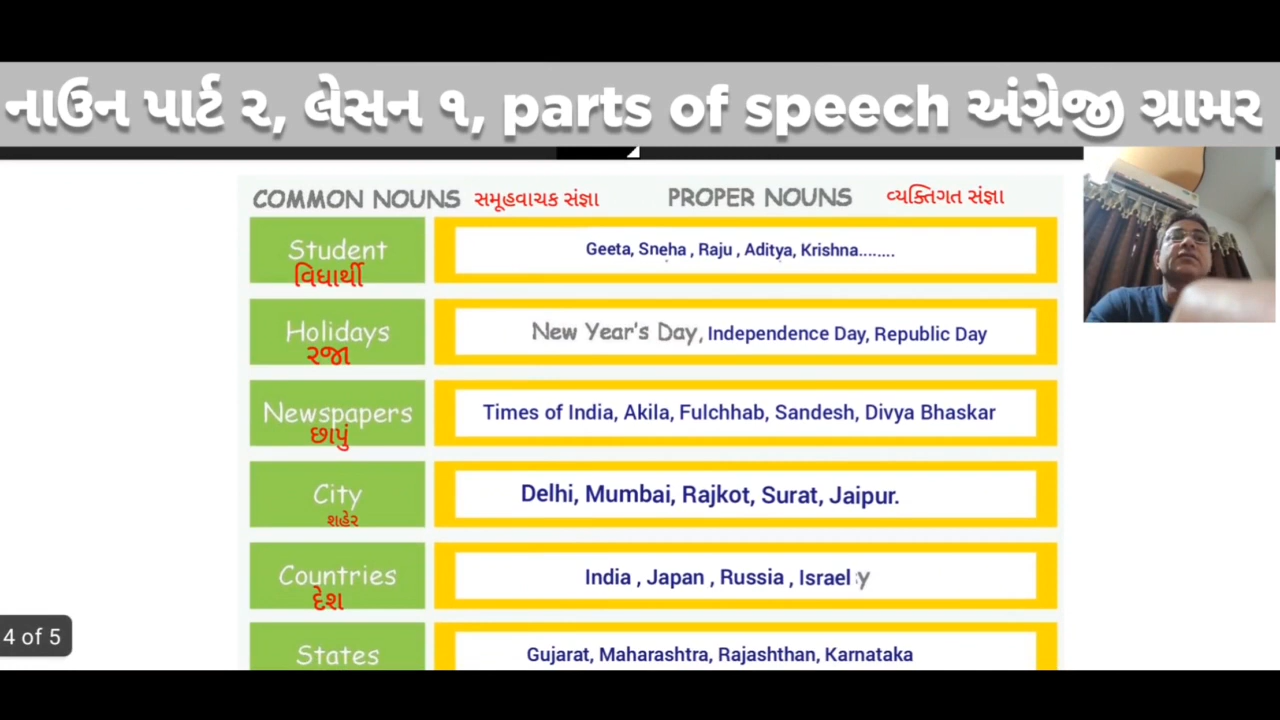 નાઉન પાર્ટ ૨, લેસન ૧, parts of speech અંગ્રેજી ગ્રામર
COMMON NOUNS સમૂહવાચક સંજ્ઞા PROPER NOUNS વ્યક્તિગત સંજ્ઞા
Student
વિધાર્થી
Geeta, Sneha , Raju , Aditya, Krishna........
Holidays
રજા
New Year's Day, Independence Day, Republic Day
Newspapers
છાપું
Times of India, Akila, Fulchhab, Sandesh, Divya Bhaskar
City
શહેર
Delhi, Mumbai, Rajkot, Surat, Jaipur.
Countries
દેશ
India , Japan , Russia , Israel y
4 of 5
States
Gujarat, Maharashtra, Rajashthan, Karnataka